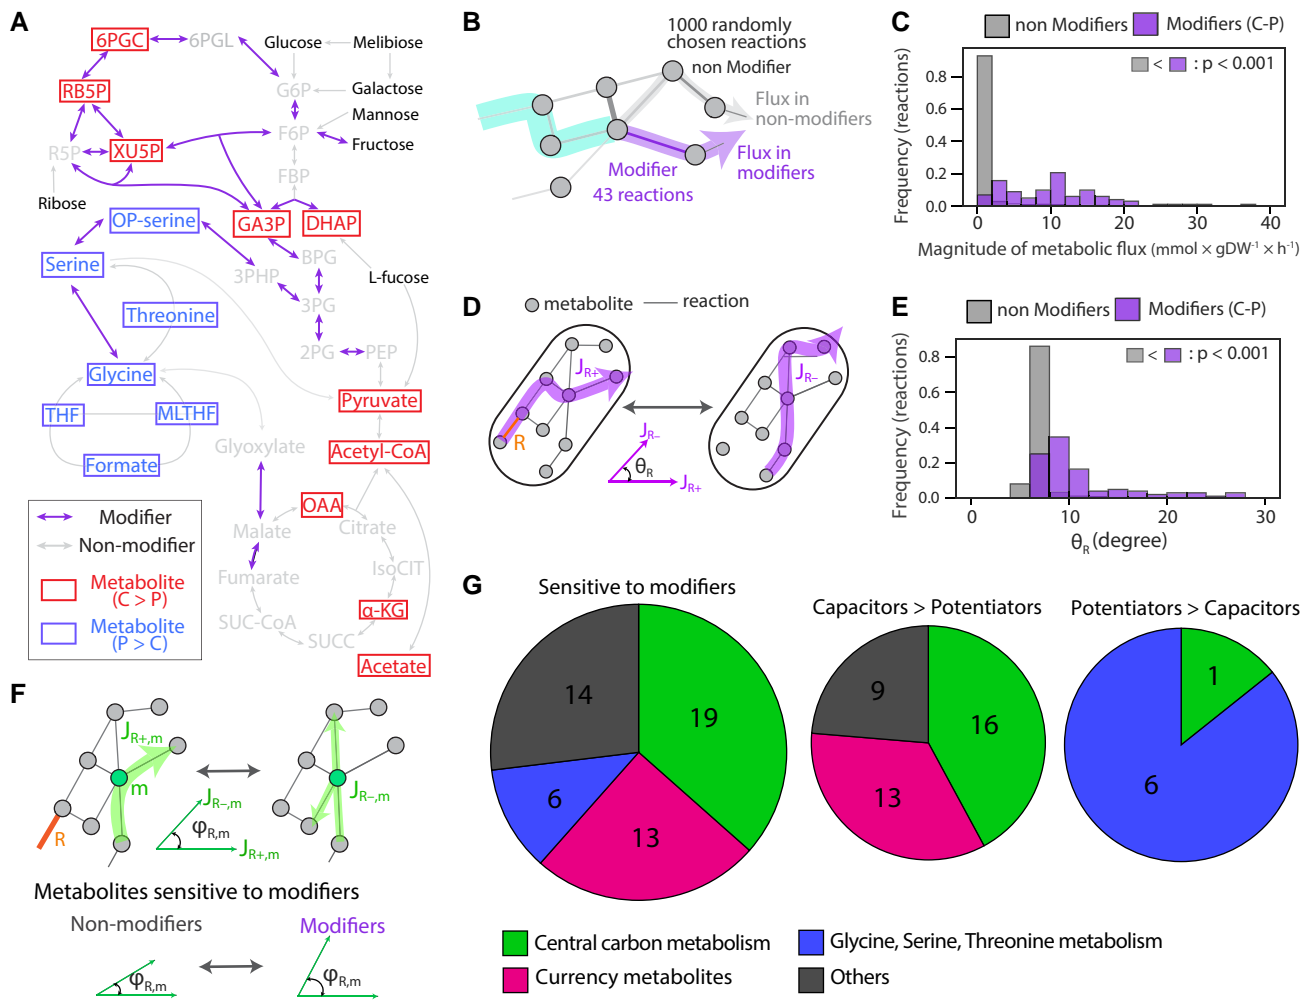 A
6PGC
6PGL
Glucose
Melibiose
RB5P
G6P
Galactose
Mannose
R5P
XU5P
F6P
Fructose
FBP
Ribose
OP-serine
GA3P
DHAP
Serine
3PHP
BPG
L-fucose
Threonine
3PG
2PG
PEP
Glycine
Pyruvate
THF
MLTHF
Glyoxylate
Acetyl-CoA
Formate
OAA
Malate
Citrate
Fumarate
IsoCIT
SUC-CoA
α-KG
SUCC
Acetate
Modifier
Non-modifier
Metabolite
(C > P)
Metabolite
(P > C)
B
1000 randomly
chosen reactions
non Modifier
Flux in
non-modifiers
Modifier
43 reactions
Flux in
modifiers
C
non Modifiers
Modifiers (C-P)
< : p < 0.001
Frequency (reactions)
0.8
0.6
0.4
0.2
0.0
0
10
20
30
40
Magnitude of metabolic flux (mmol × gDW⁻¹ × h⁻¹)
D
metabolite
reaction
J_R+
R
J_R−
J_R−
θ_R
J_R+
E
non Modifiers
Modifiers (C-P)
< : p < 0.001
Frequency (reactions)
0.8
0.6
0.4
0.2
0.0
0
10
20
30
θ_R (degree)
F
J_R+,m
m
R
J_R−,m
φ_R,m
J_R+,m
J_R−,m
Metabolites sensitive to modifiers
Non-modifiers
Modifiers
φ_R,m
φ_R,m
G
Sensitive to modifiers
14
19
6
13
Capacitors > Potentiators
9
16
13
Potentiators > Capacitors
1
6
Central carbon metabolism
Glycine, Serine, Threonine metabolism
Currency metabolites
Others